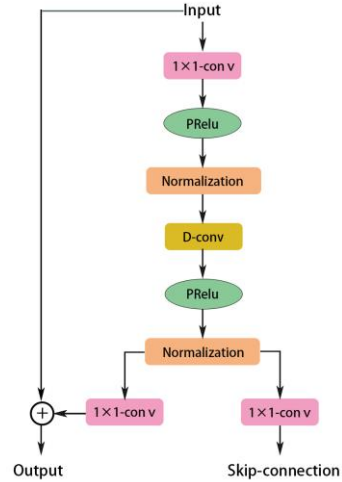 Input
1×1-con v
PRelu
Normalization
D-conv
PRelu
Normalization
1×1-con v
1×1-con v
+
Output
Skip-connection